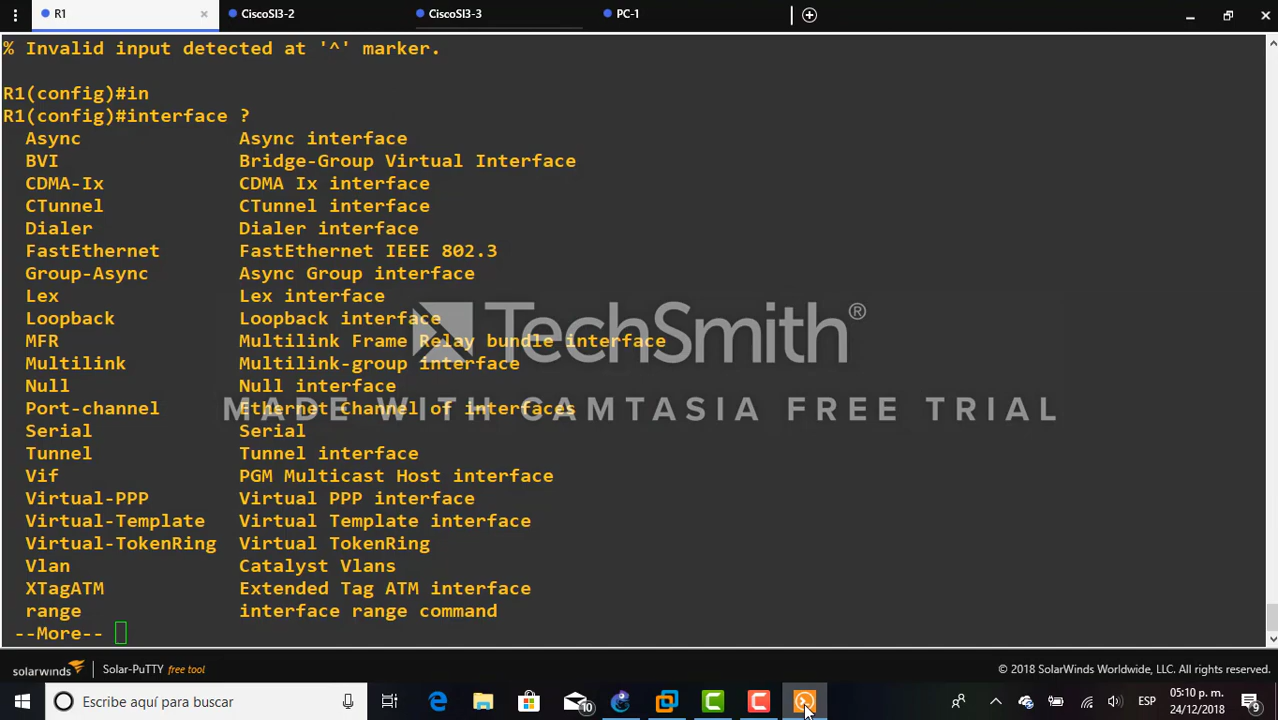 R1 × CiscoSI3-2 CiscoSI3-3 PC-1
% Invalid input detected at '^' marker.
R1(config)#in
R1(config)#interface ?
Async Async interface
BVI Bridge-Group Virtual Interface
CDMA-Ix CDMA Ix interface
CTunnel CTunnel interface
Dialer Dialer interface
FastEthernet FastEthernet IEEE 802.3
Group-Async Async Group interface
Lex Lex interface
Loopback Loopback interface
MFR Multilink Frame Relay bundle interface
Multilink Multilink-group interface
Null Null interface
Port-channel Ethernet Channel of interfaces
Serial Serial
Tunnel Tunnel interface
Vif PGM Multicast Host interface
Virtual-PPP Virtual PPP interface
Virtual-Template Virtual Template interface
Virtual-TokenRing Virtual TokenRing
Vlan Catalyst Vlans
XTagATM Extended Tag ATM interface
range interface range command
--More--
TechSmith®
MADE WITH CAMTASIA FREE TRIAL
solarwinds Solar-PuTTY free tool © 2018 SolarWinds Worldwide, LLC. All rights reserved.
Escribe aquí para buscar 10 ESP 05:10 p. m. 9
24/12/2018